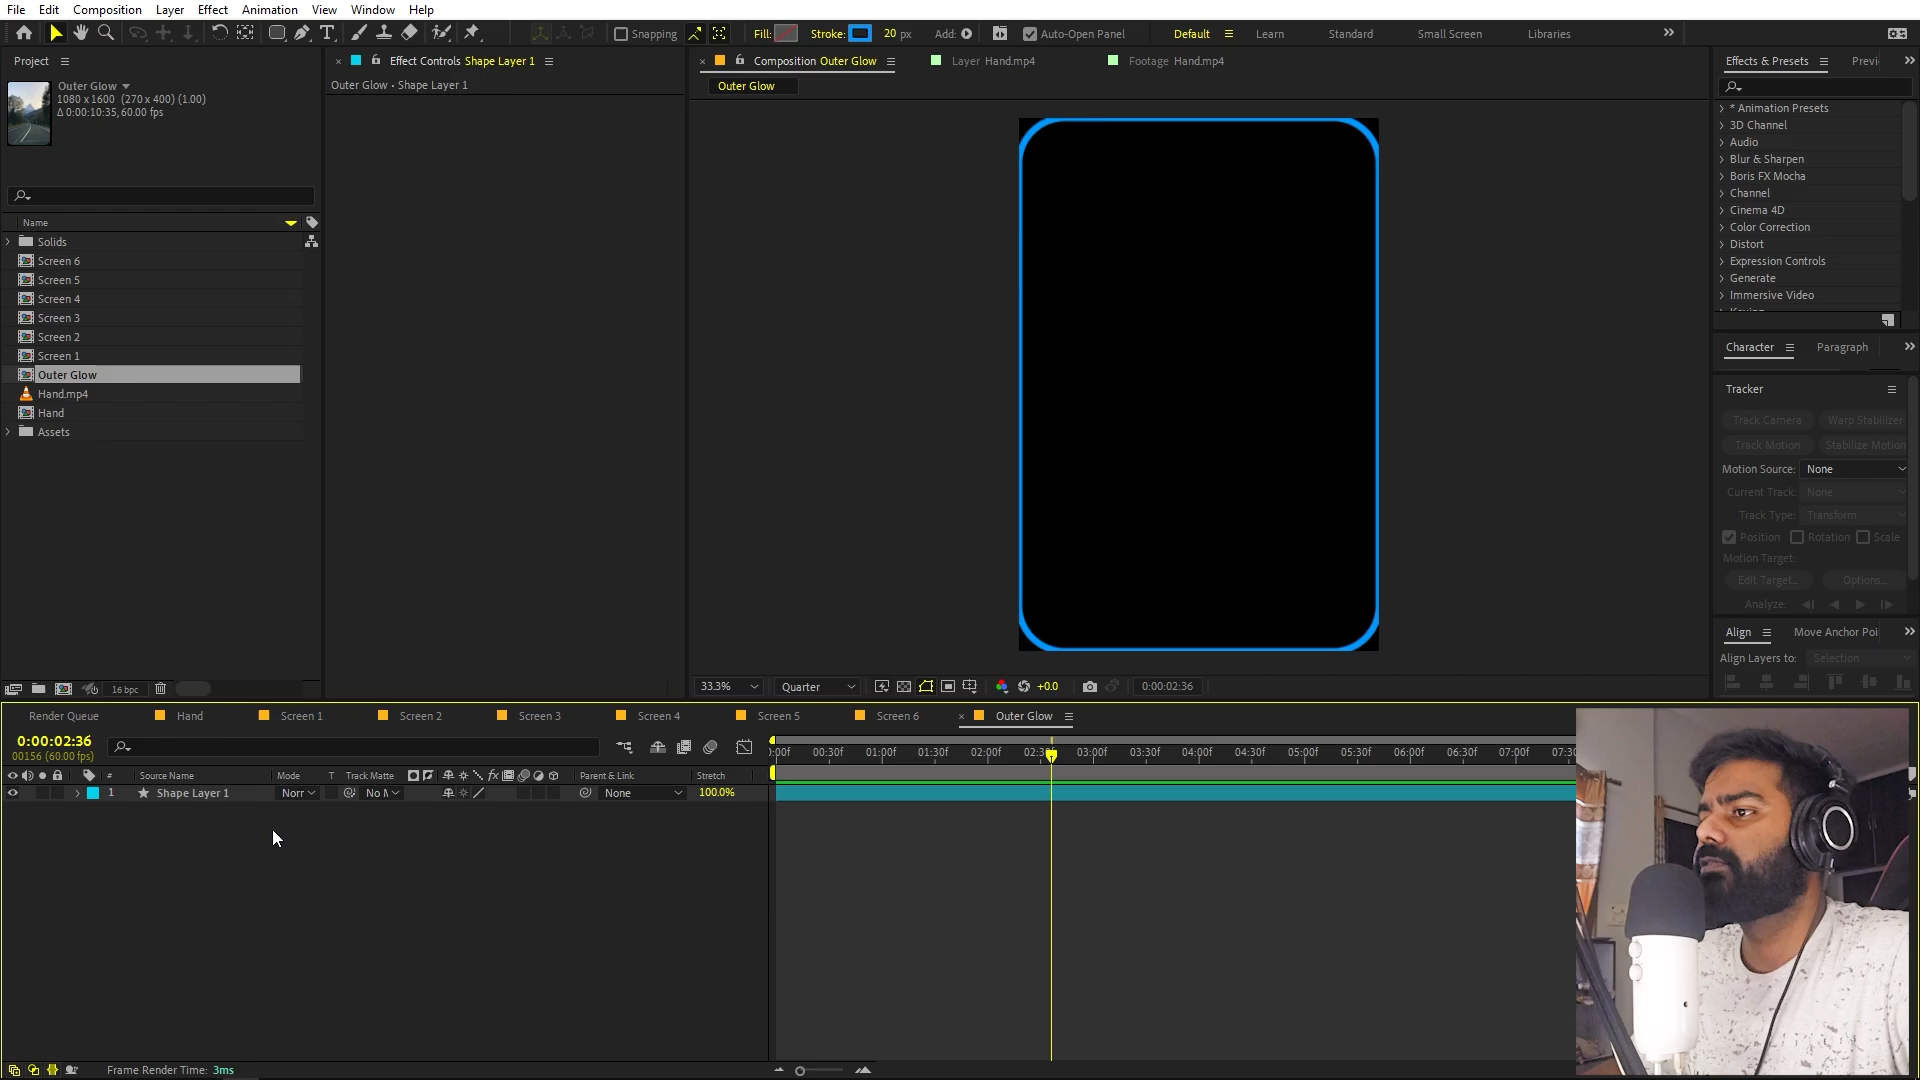 File Edit Composition Layer Effect Animation View Window Help
Snapping Fill: Stroke: 20 px Add: Auto-Open Panel Default Learn Standard Small Screen Libraries
Project
Outer Glow
1080 x 1600 (270 x 400) (1.00)
Δ 0:00:10:35, 60.00 fps
Name
Solids
Screen 6
Screen 5
Screen 4
Screen 3
Screen 2
Screen 1
Outer Glow
Hand.mp4
Hand
Assets
16 bpc
Effect Controls Shape Layer 1
Outer Glow • Shape Layer 1
Composition Outer Glow Layer Hand.mp4 Footage Hand.mp4
Outer Glow
33.3% Quarter +0.0 0:00:02:36
Effects & Presets Previ
* Animation Presets
3D Channel
Audio
Blur & Sharpen
Boris FX Mocha
Channel
Cinema 4D
Color Correction
Distort
Expression Controls
Generate
Immersive Video
Character Paragraph
Tracker
Track Camera Warp Stabilizer
Track Motion Stabilize Motion
Motion Source: None
Current Track: None
Track Type: Transform
Position Rotation Scale
Motion Target:
Edit Target... Options...
Analyze:
Align Move Anchor Poi
Align Layers to: Selection
Render Queue Hand Screen 1 Screen 2 Screen 3 Screen 4 Screen 5 Screen 6 Outer Glow
0:00:02:36
00156 (60.00 fps)
):00f 00:30f 01:00f 01:30f 02:00f 02:30f 03:00f 03:30f 04:00f 04:30f 05:00f 05:30f 06:00f 06:30f 07:00f 07:30
# Source Name Mode T Track Matte fx Parent & Link Stretch
1 Shape Layer 1 Norr No M None 100.0%
Frame Render Time: 3ms